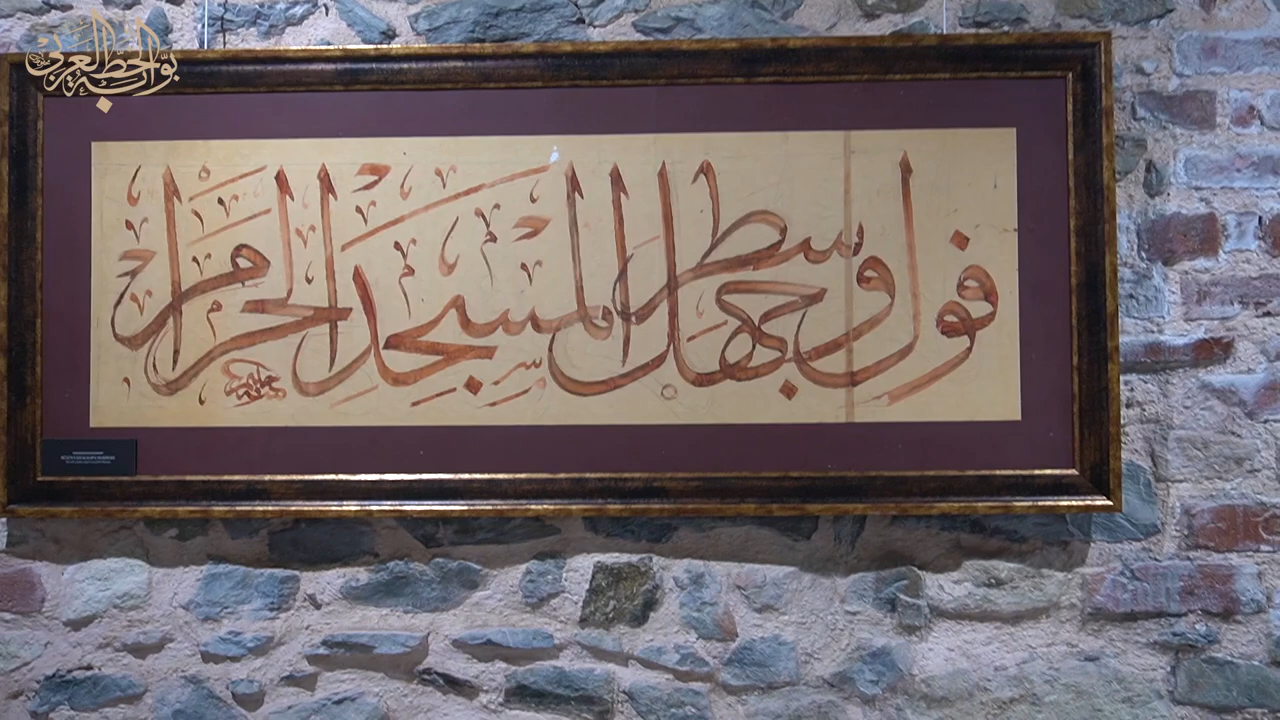 بوابة الخط العربي
فول وجهك شطر المسجد الحرام